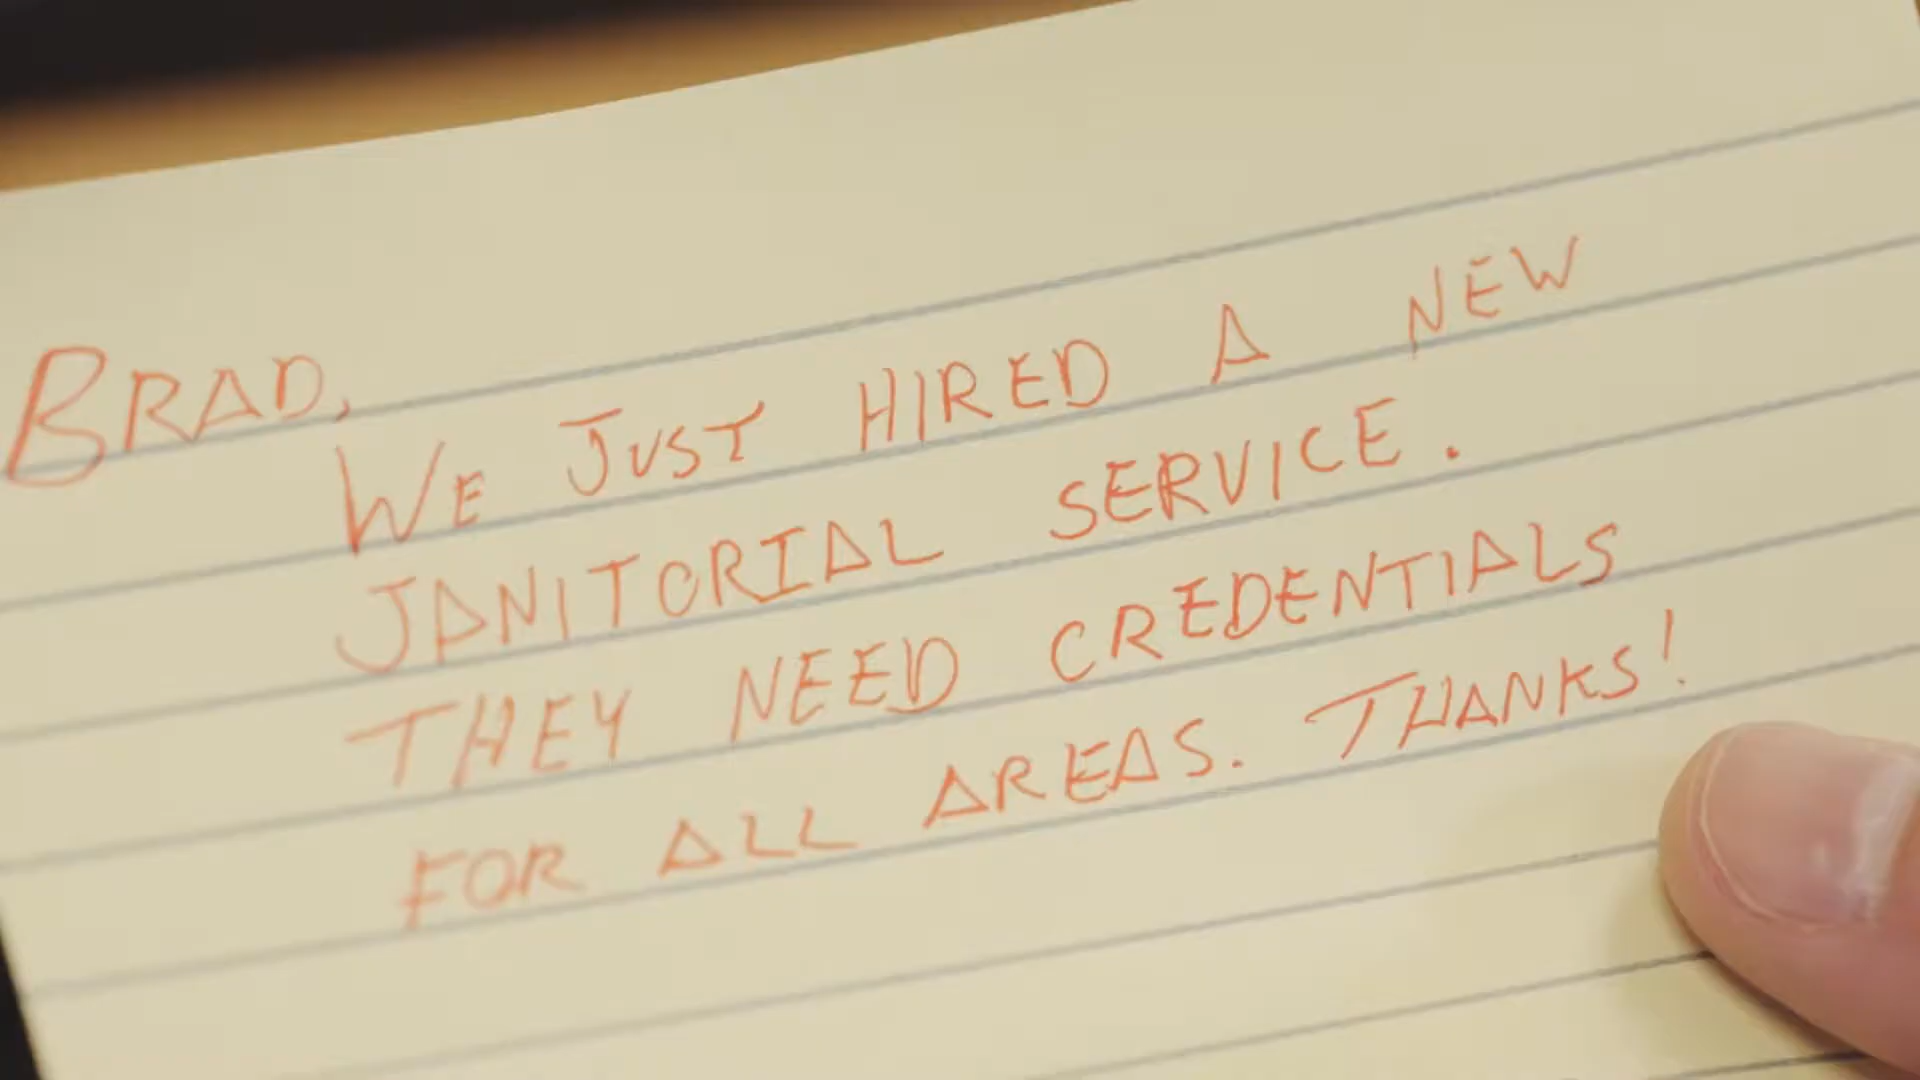 BRAD,
WE JUST HIRED A NEW
JANITORIAL SERVICE.
THEY NEED CREDENTIALS
FOR ALL AREAS. THANKS!